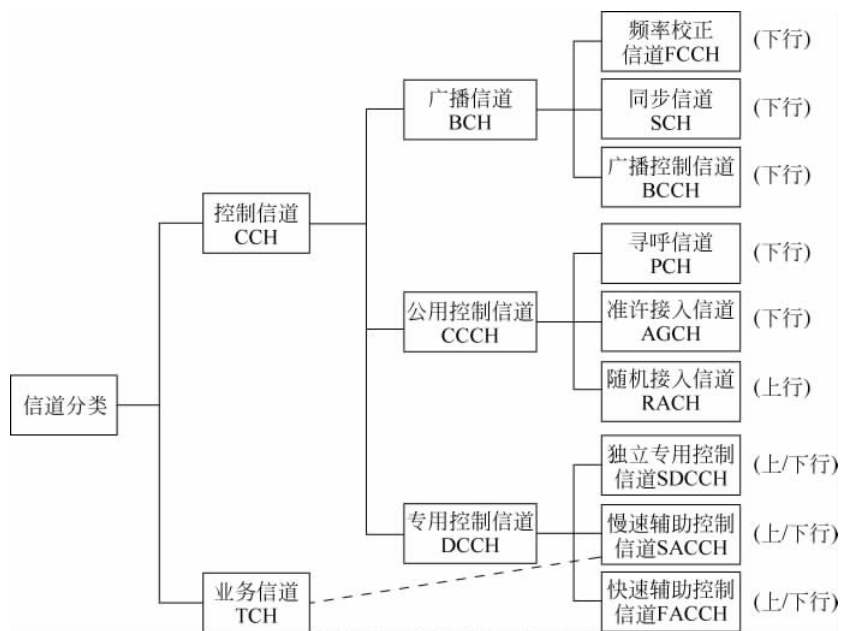 频率校正
信道FCCH
(下行)
广播信道
BCH
同步信道
SCH
(下行)
广播控制信道
BCCH
(下行)
控制信道
CCH
寻呼信道
PCH
(下行)
公用控制信道
CCCH
准许接入信道
AGCH
(下行)
随机接入信道
RACH
(上行)
信道分类
独立专用控制
信道SDCCH
(上/下行)
专用控制信道
DCCH
慢速辅助控制
信道SACCH
(上/下行)
业务信道
TCH
快速辅助控制
信道FACCH
(上/下行)